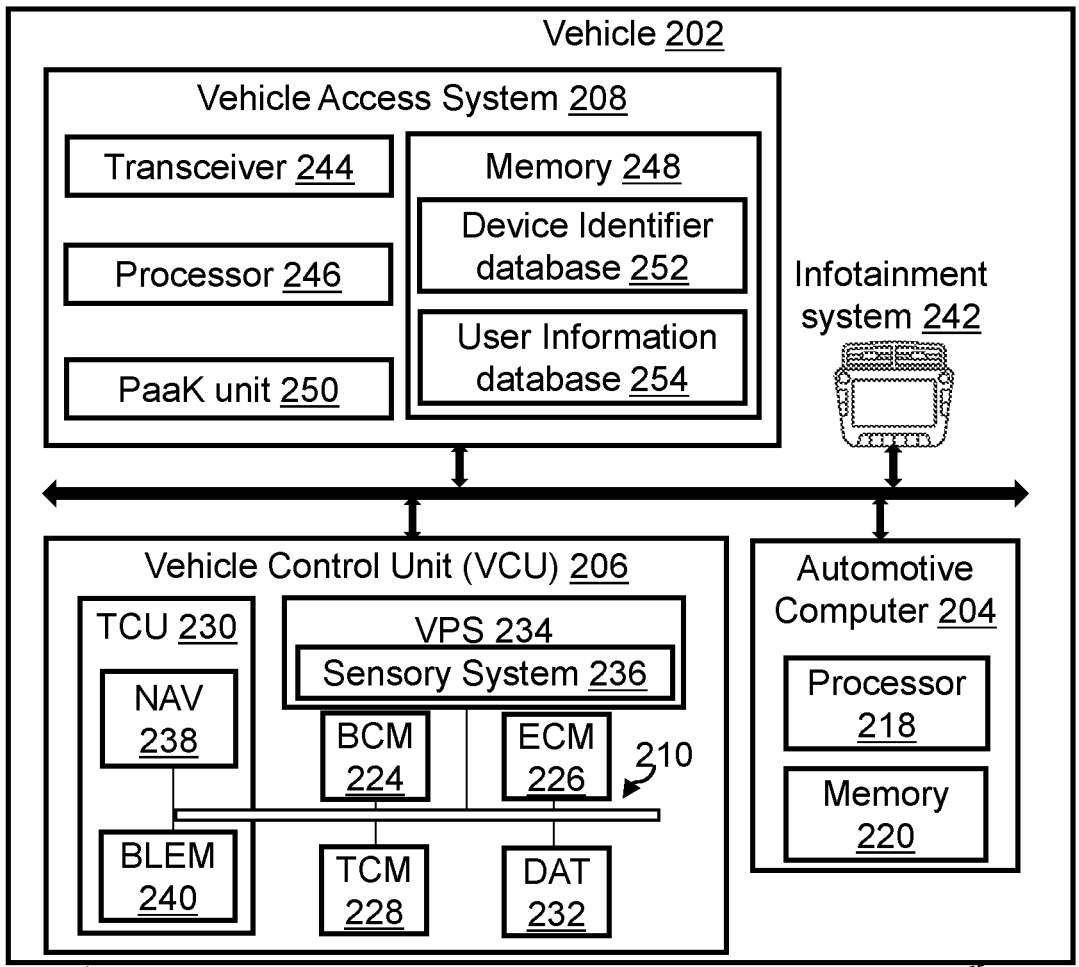 Vehicle 202
Vehicle Access System 208
Transceiver 244
Processor 246
PaaK unit 250
Memory 248
Device Identifier
database 252
User Information
database 254
Infotainment
system 242
Vehicle Control Unit (VCU) 206
TCU 230
NAV
238
BLEM
240
VPS 234
Sensory System 236
BCM
224
ECM
226
210
TCM
228
DAT
232
Automotive
Computer 204
Processor
218
Memory
220